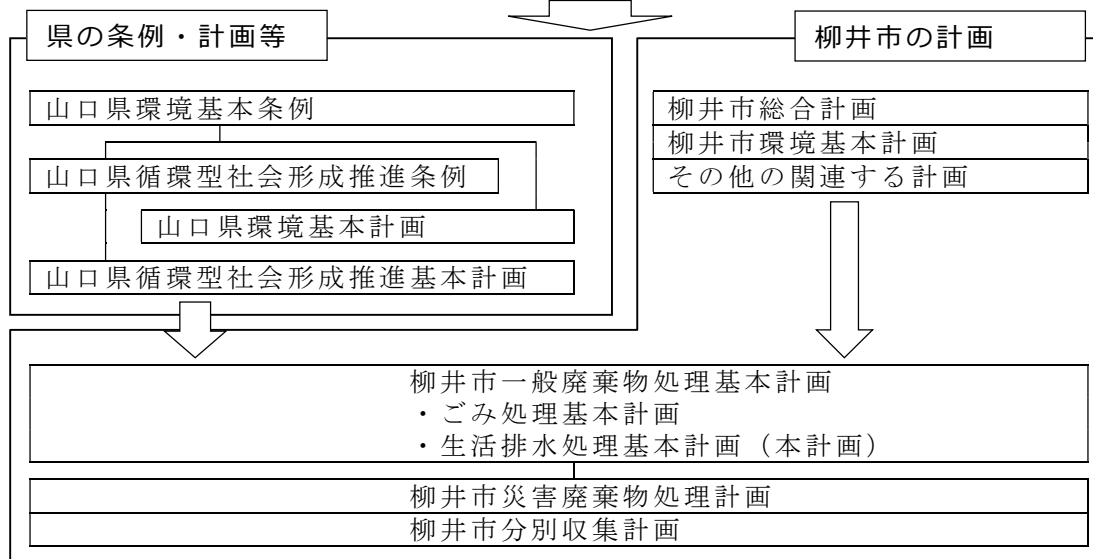 県の条例・計画等
山口県環境基本条例
山口県循環型社会形成推進条例
山口県環境基本計画
山口県循環型社会形成推進基本計画
柳井市の計画
柳井市総合計画
柳井市環境基本計画
その他の関連する計画
柳井市一般廃棄物処理基本計画
・ごみ処理基本計画
・生活排水処理基本計画（本計画）
柳井市災害廃棄物処理計画
柳井市分別収集計画